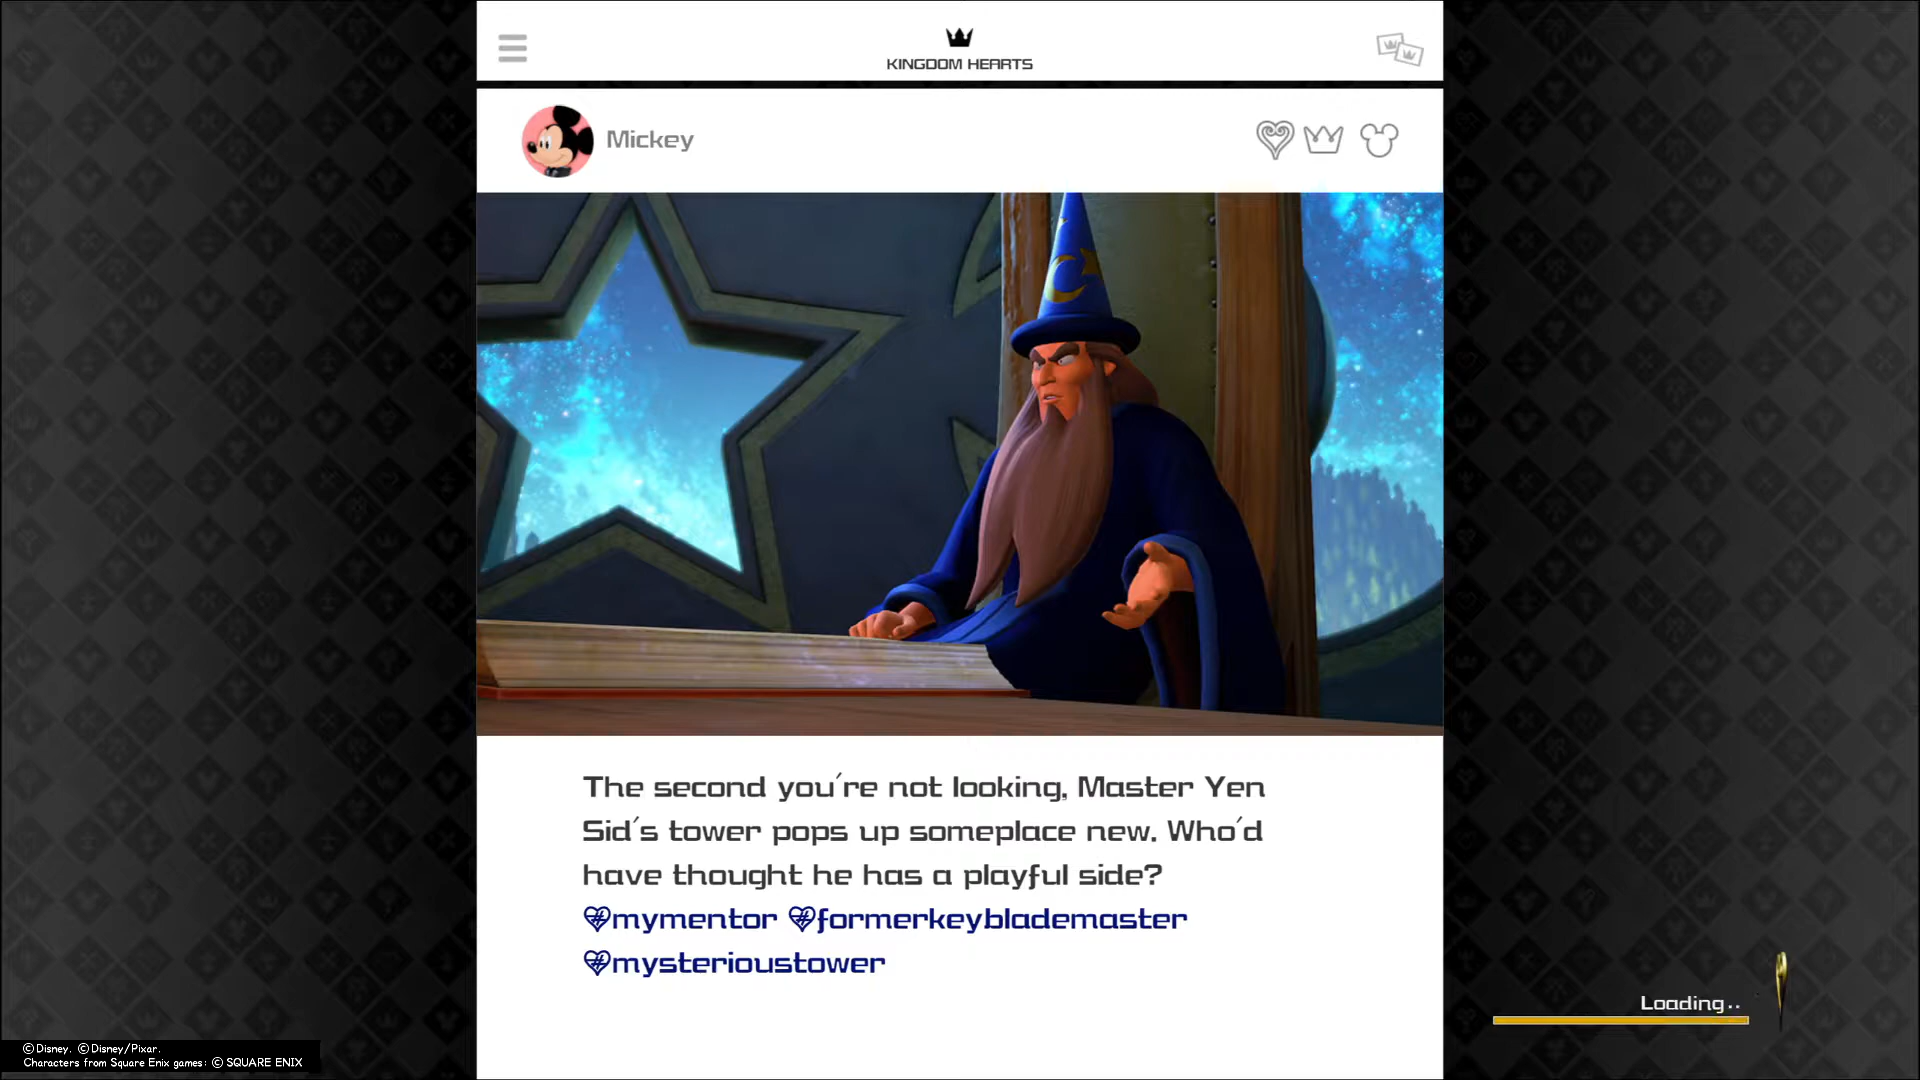 KINGDOM HEARTS
Mickey
The second you're not looking, Master Yen
Sid's tower pops up someplace new. Who'd
have thought he has a playful side?
#mymentor #formerkeyblademaster
#mysterioustower
Loading..
©Disney. ©Disney/Pixar.
Characters from Square Enix games: © SQUARE ENIX